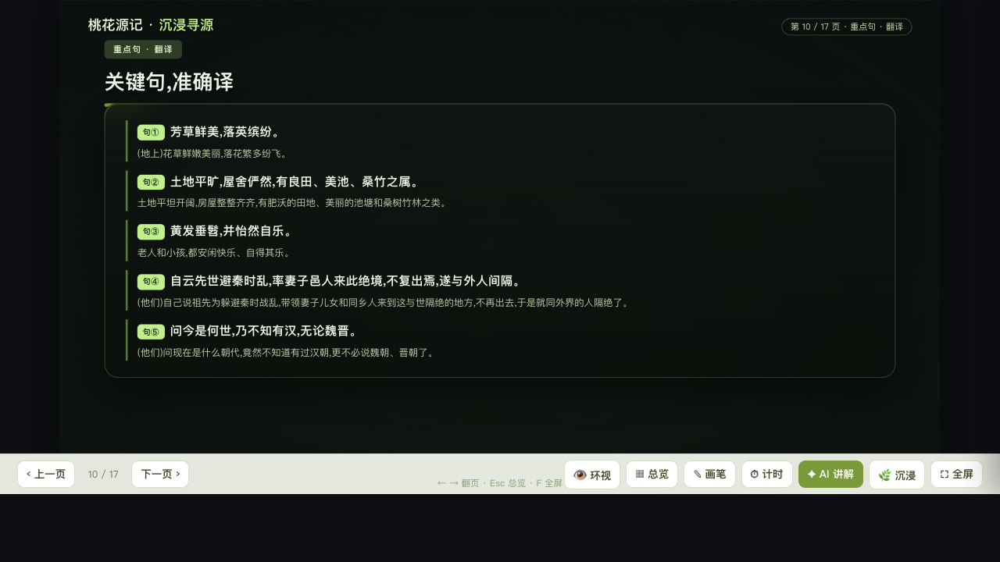 桃花源记 · 沉浸寻源
第 10 / 17 页 · 重点句 · 翻译
重点句 · 翻译
关键句,准确译
句① 芳草鲜美,落英缤纷。
(地上)花草鲜嫩美丽,落花繁多纷飞。
句② 土地平旷,屋舍俨然,有良田、美池、桑竹之属。
土地平坦开阔,房屋整整齐齐,有肥沃的田地、美丽的池塘和桑树竹林之类。
句③ 黄发垂髫,并怡然自乐。
老人和小孩,都安闲快乐、自得其乐。
句④ 自云先世避秦时乱,率妻子邑人来此绝境,不复出焉,遂与外人间隔。
(他们)自己说祖先为躲避秦时战乱,带领妻子儿女和同乡人来到这与世隔绝的地方,不再出去,于是就同外界的人隔绝了。
句⑤ 问今是何世,乃不知有汉,无论魏晋。
(他们)问现在是什么朝代,竟然不知道有过汉朝,更不必说魏朝、晋朝了。
‹ 上一页
10 / 17
下一页 ›
← → 翻页 · Esc 总览 · F 全屏
环视
总览
画笔
计时
AI 讲解
沉浸
全屏